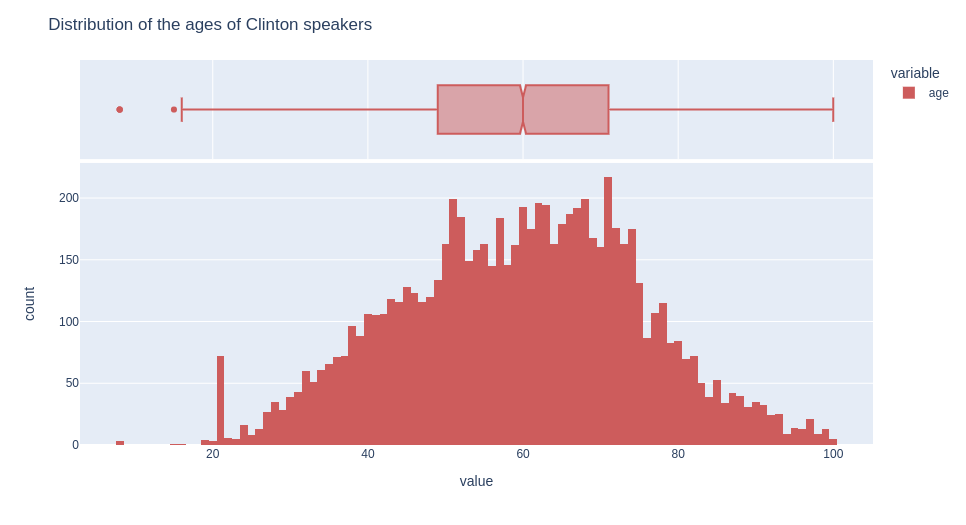 Distribution of the ages of Clinton speakers
variable
age
200
150
100
50
0
count
20 40 60 80 100
value